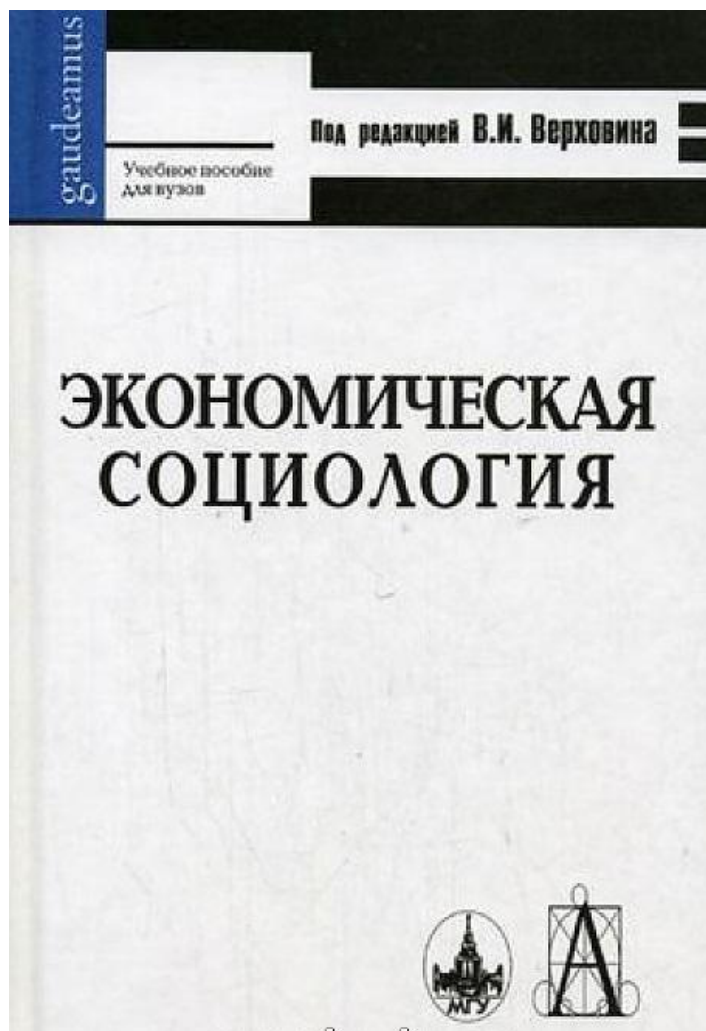 gaudeamus
Учебное пособие
для вузов
Под редакцией В.И. Верховина
ЭКОНОМИЧЕСКАЯ
СОЦИОЛОГИЯ
МГУ
А